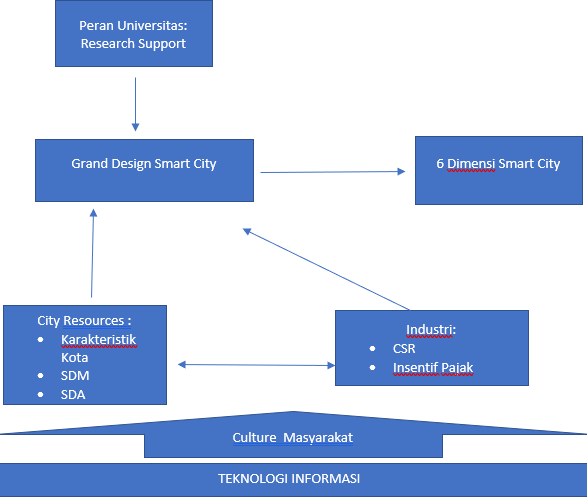 Peran Universitas:
Research Support
Grand Design Smart City
6 Dimensi Smart City
City Resources :
• Karakteristik
Kota
• SDM
• SDA
Industri:
• CSR
• Insentif Pajak
Culture Masyarakat
TEKNOLOGI INFORMASI